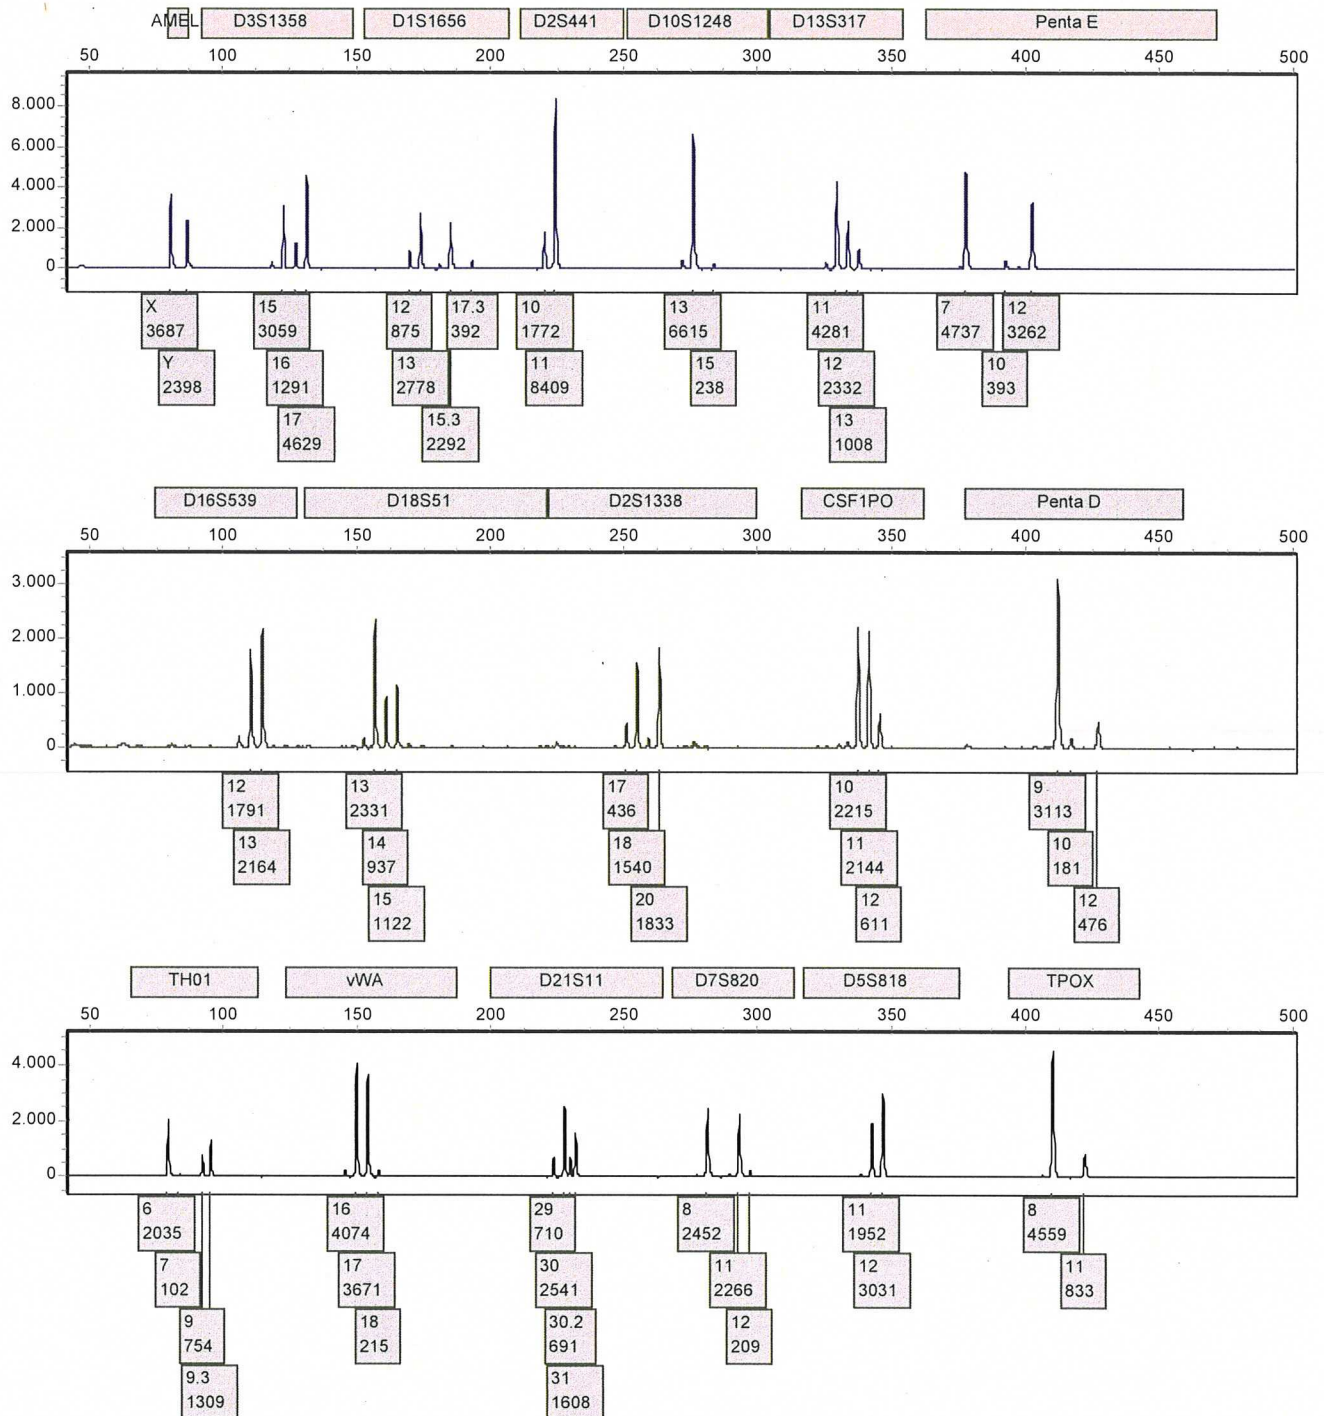 AMEL D3S1358 D1S1656 D2S441 D10S1248 D13S317 Penta E
50 100 150 200 250 300 350 400 450 500
8.000
6.000
4.000
2.000
0
X 15 12 17.3 10 13 11 7 12
3687 3059 875 392 1772 6615 4281 4737 3262
Y 16 13 11 15 12 10
2398 1291 2778 8409 238 2332 393
17 15.3 13
4629 2292 1008
D16S539 D18S51 D2S1338 CSF1PO Penta D
50 100 150 200 250 300 350 400 450 500
3.000
2.000
1.000
0
12 13 17 10 9
1791 2331 436 2215 3113
13 14 18 11 10
2164 937 1540 2144 181
15 20 12 12
1122 1833 611 476
TH01 vWA D21S11 D7S820 D5S818 TPOX
50 100 150 200 250 300 350 400 450 500
4.000
2.000
0
6 16 29 8 11 8
2035 4074 710 2452 1952 4559
7 17 30 11 12 11
102 3671 2541 2266 3031 833
9 18 30.2 12
754 215 691 209
9.3 31
1309 1608